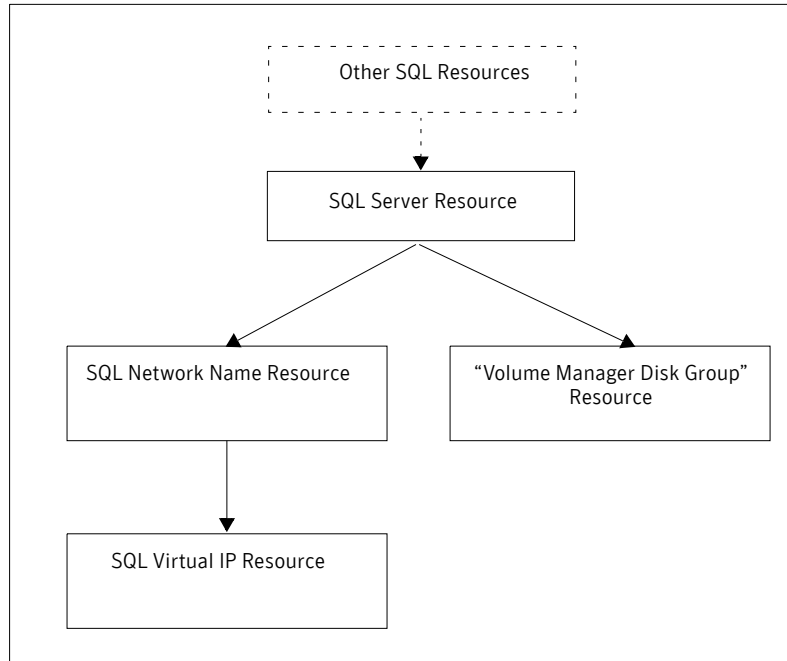 Other SQL Resources
SQL Server Resource
SQL Network Name Resource
“Volume Manager Disk Group”
Resource
SQL Virtual IP Resource